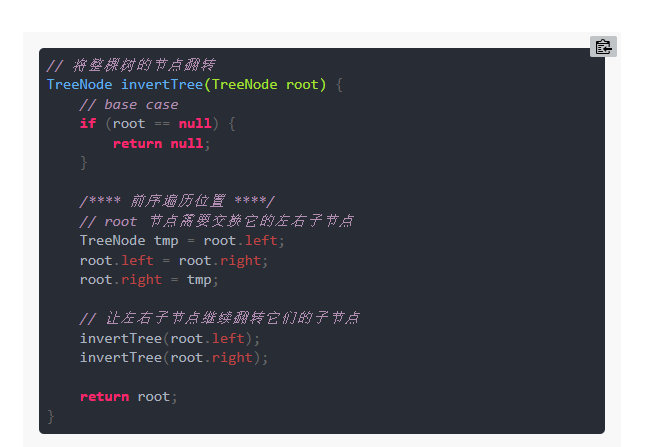 // 将整棵树的节点翻转
TreeNode invertTree(TreeNode root) {
    // base case
    if (root == null) {
        return null;
    }
    /**** 前序遍历位置 ****/
    // root 节点需要交换它的左右子节点
    TreeNode tmp = root.left;
    root.left = root.right;
    root.right = tmp;
    // 让左右子节点继续翻转它们的子节点
    invertTree(root.left);
    invertTree(root.right);
    return root;
}